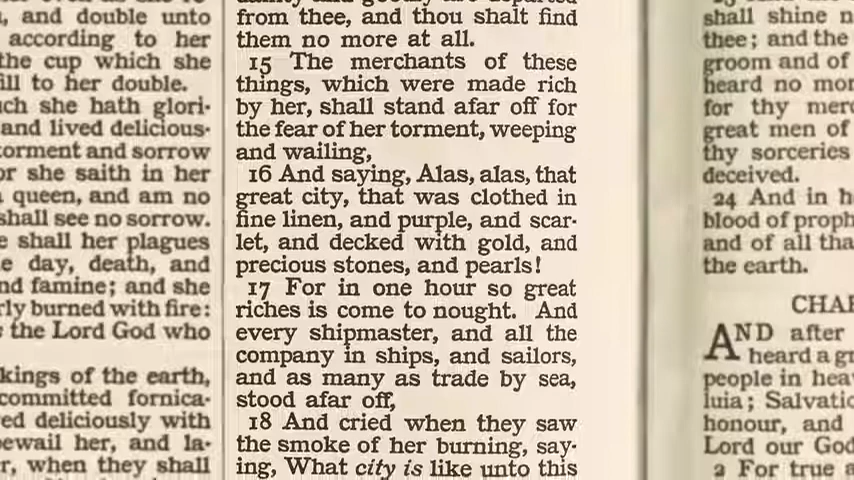 and double unto
according to her
the cup which she
ill to her double.
she hath glori-
and lived delicious-
torment and sorrow
she saith in her
queen, and am no
shall see no sorrow.
shall her plagues
day, death, and
famine; and she
burned with fire:
the Lord God who
kings of the earth,
committed fornica-
deliciously with
bewail her, and la-
when they shall
from thee, and thou shalt find
them no more at all.
15 The merchants of these
things, which were made rich
by her, shall stand afar off for
the fear of her torment, weeping
and wailing,
16 And saying, Alas, alas, that
great city, that was clothed in
fine linen, and purple, and scar-
let, and decked with gold, and
precious stones, and pearls!
17 For in one hour so great
riches is come to nought. And
every shipmaster, and all the
company in ships, and sailors,
and as many as trade by sea,
stood afar off,
18 And cried when they saw
the smoke of her burning, say-
ing, What city is like unto this
shall shine
thee; and the
groom and of
heard no mor
for thy merc
great men of
thy sorceries
deceived.
24 And in h
blood of proph
and of all tha
the earth.
CHA
AND after
heard a gr
people in hea
luia; Salvatio
honour, and
Lord our God
2 For true a